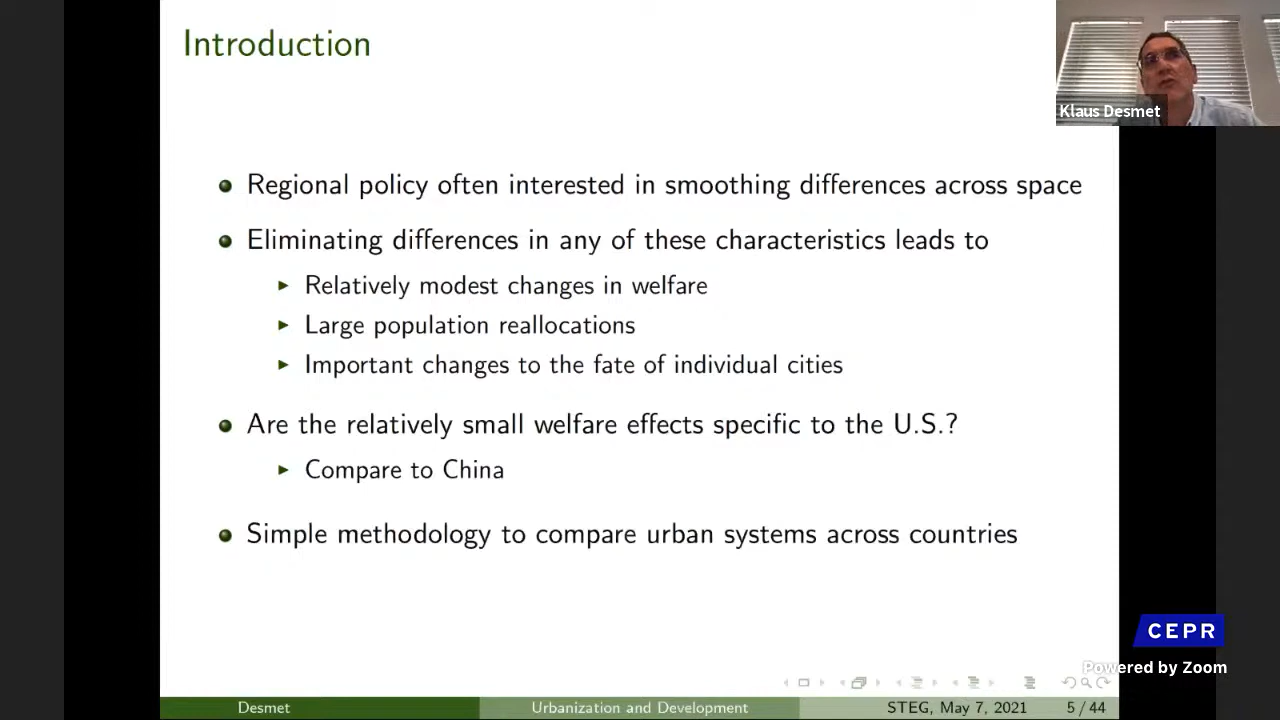 Introduction
Klaus Desmet
Regional policy often interested in smoothing differences across space
Eliminating differences in any of these characteristics leads to
Relatively modest changes in welfare
Large population reallocations
Important changes to the fate of individual cities
Are the relatively small welfare effects specific to the U.S.?
Compare to China
Simple methodology to compare urban systems across countries
CEPR
Powered by Zoom
Desmet Urbanization and Development STEG, May 7, 2021 5 / 44